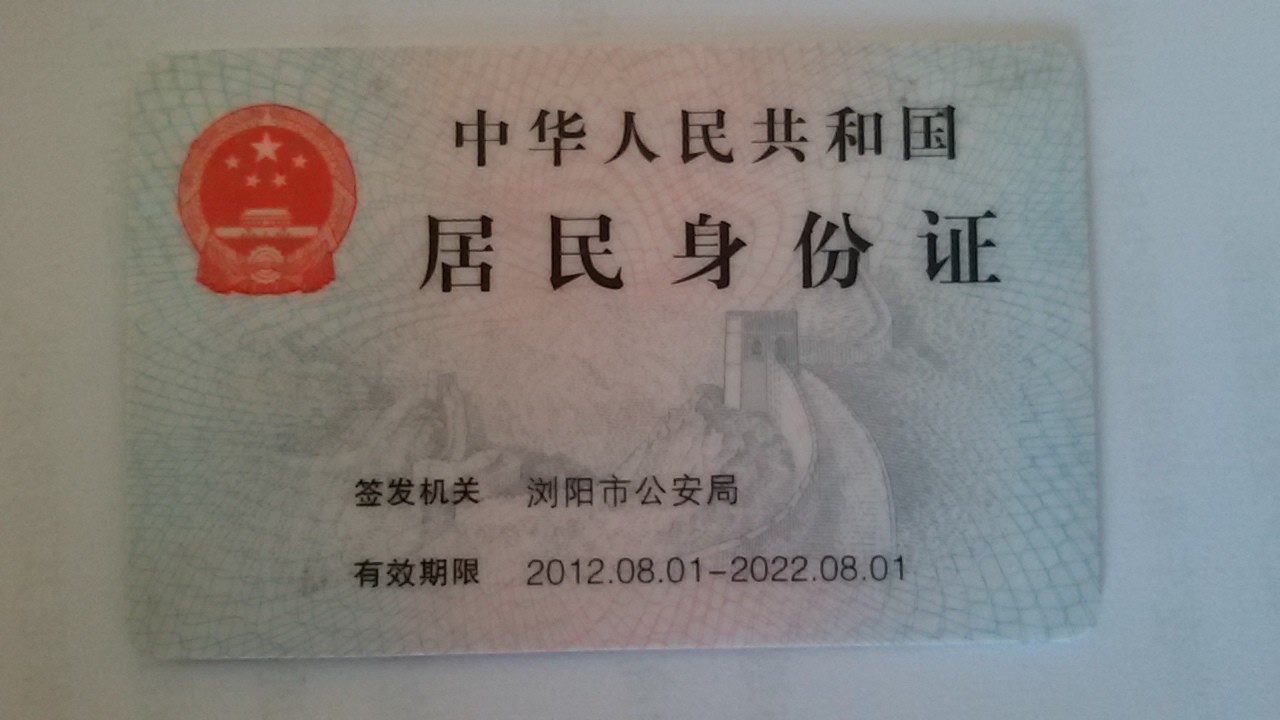 中华人民共和国
居民身份证
签发机关 浏阳市公安局
有效期限 2012.08.01-2022.08.01